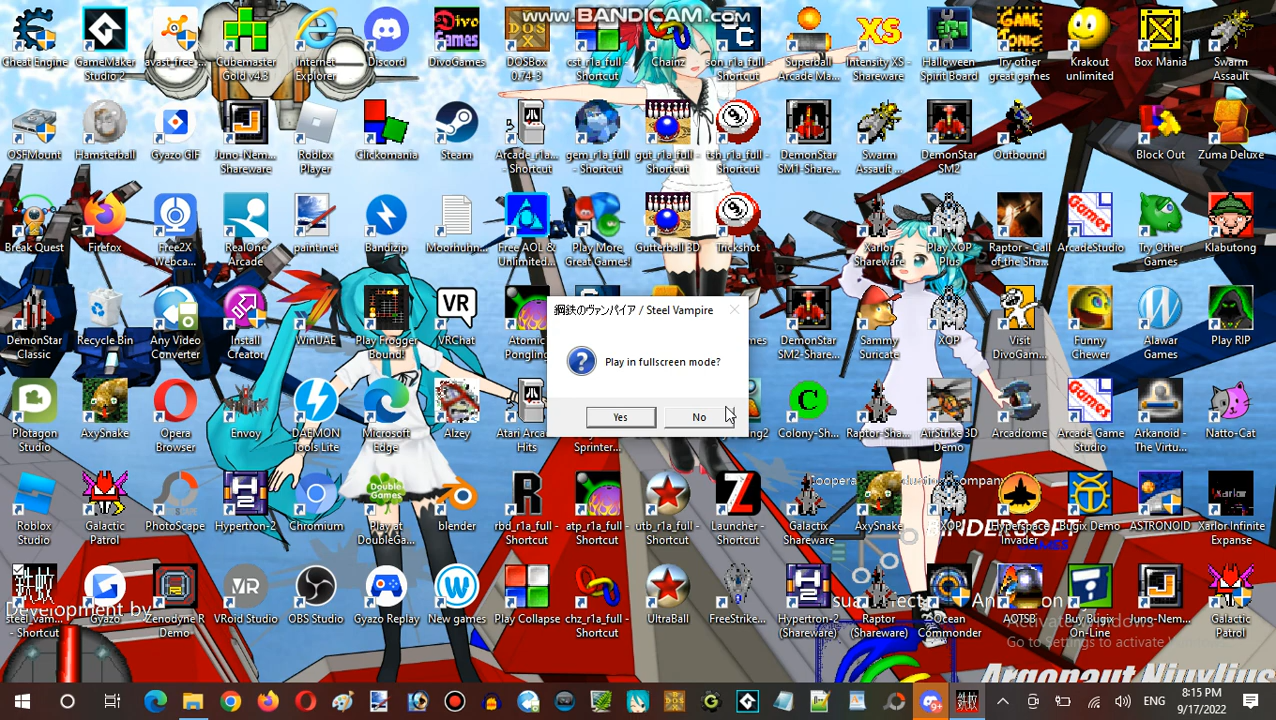 www.BANDICAM.com
Cheat Engine
GameMaker
Studio 2
avast_free_...
Cubemaster
Gold v4.3
Internet
Explorer
Discord
DivoGames
DOSBox
0.74-3
cst_r1a_full -
Shortcut
Chainz
Shortcut
Superball
Arcade Ma...
Intensity XS -
Shareware
Halloween
Spirit Board
Try other
great games
Krakout
unlimited
Box Mania
Swarm
Assault
OSFMount
Hamsterball
Gyazo GIF
Juno-Nem...
Shareware
Roblox
Player
Clickomania
Steam
Arcade_r1a...
- Shortcut
gem_r1a_full
- Shortcut
gut_r1a_full -
Shortcut
tsh_r1a_full -
Shortcut
DemonStar
SM1-Share...
Swarm
Assault ...
DemonStar
SM2
Outbound
Block Out
Zuma Deluxe
Break Quest
Firefox
Free2X
Webca...
RealOne
Arcade
paint.net
Bandizip
Moorhuhn...
Free AOL &
Unlimited...
Play More
Great Games!
Gutterball 3D
Trickshot
Xarlor
Shareware
Play XOP
Plus
Raptor - Call
of the Sha...
ArcadeStudio
Try Other
Games
Klabutong
DemonStar
Classic
Recycle Bin
Any Video
Converter
Install
Creator
WinUAE
Play Frogger
Bound!
VR
VRChat
Atomic
Pongling
鋼鉄のヴァンパイア / Steel Vampire
Play in fullscreen mode?
Yes
No
DemonStar
SM2-Share...
Sammy
Suricate
XOP
Visit
DivoGam...
Funny
Chewer
Alawar
Games
Play RIP
Plotagon
Studio
AxySnake
Opera
Browser
Envoy
DAEMON
Tools Lite
Microsoft
Edge
Alzey
Atari Arcade
Hits
Sprinter...
Colony-Sh...
Raptor-Sha...
AirStrike 3D
Demo
Arcadrome
Arcade Game
Studio
Arkanoid -
The Virtu...
Natto-Cat
Roblox
Studio
Galactic
Patrol
PhotoScape
Hypertron-2
Chromium
Play at
DoubleGa...
blender
rbd_r1a_full -
Shortcut
atp_r1a_full -
Shortcut
utb_r1a_full -
Shortcut
Launcher -
Shortcut
Galactix
Shareware
AxySnake
XOP
Hyperspace
Invader
Bugix Demo
ASTRONOID
Xarlor Infinite
Expanse
Development by
steel_vam...
- Shortcut
Gyazo
Zenodyne R
Demo
VRoid Studio
OBS Studio
Gyazo Replay
New games
Play Collapse
chz_r1a_full -
Shortcut
UltraBall
FreeStrike...
Hypertron-2
(Shareware)
Raptor
(Shareware)
Ocean
Commonder
AOTSB
Buy Bugix
On-Line
Juno-Nem...
Galactic
Patrol
Activate Windows
Go to Settings to activate Windows.
ENG
8:15 PM
9/17/2022